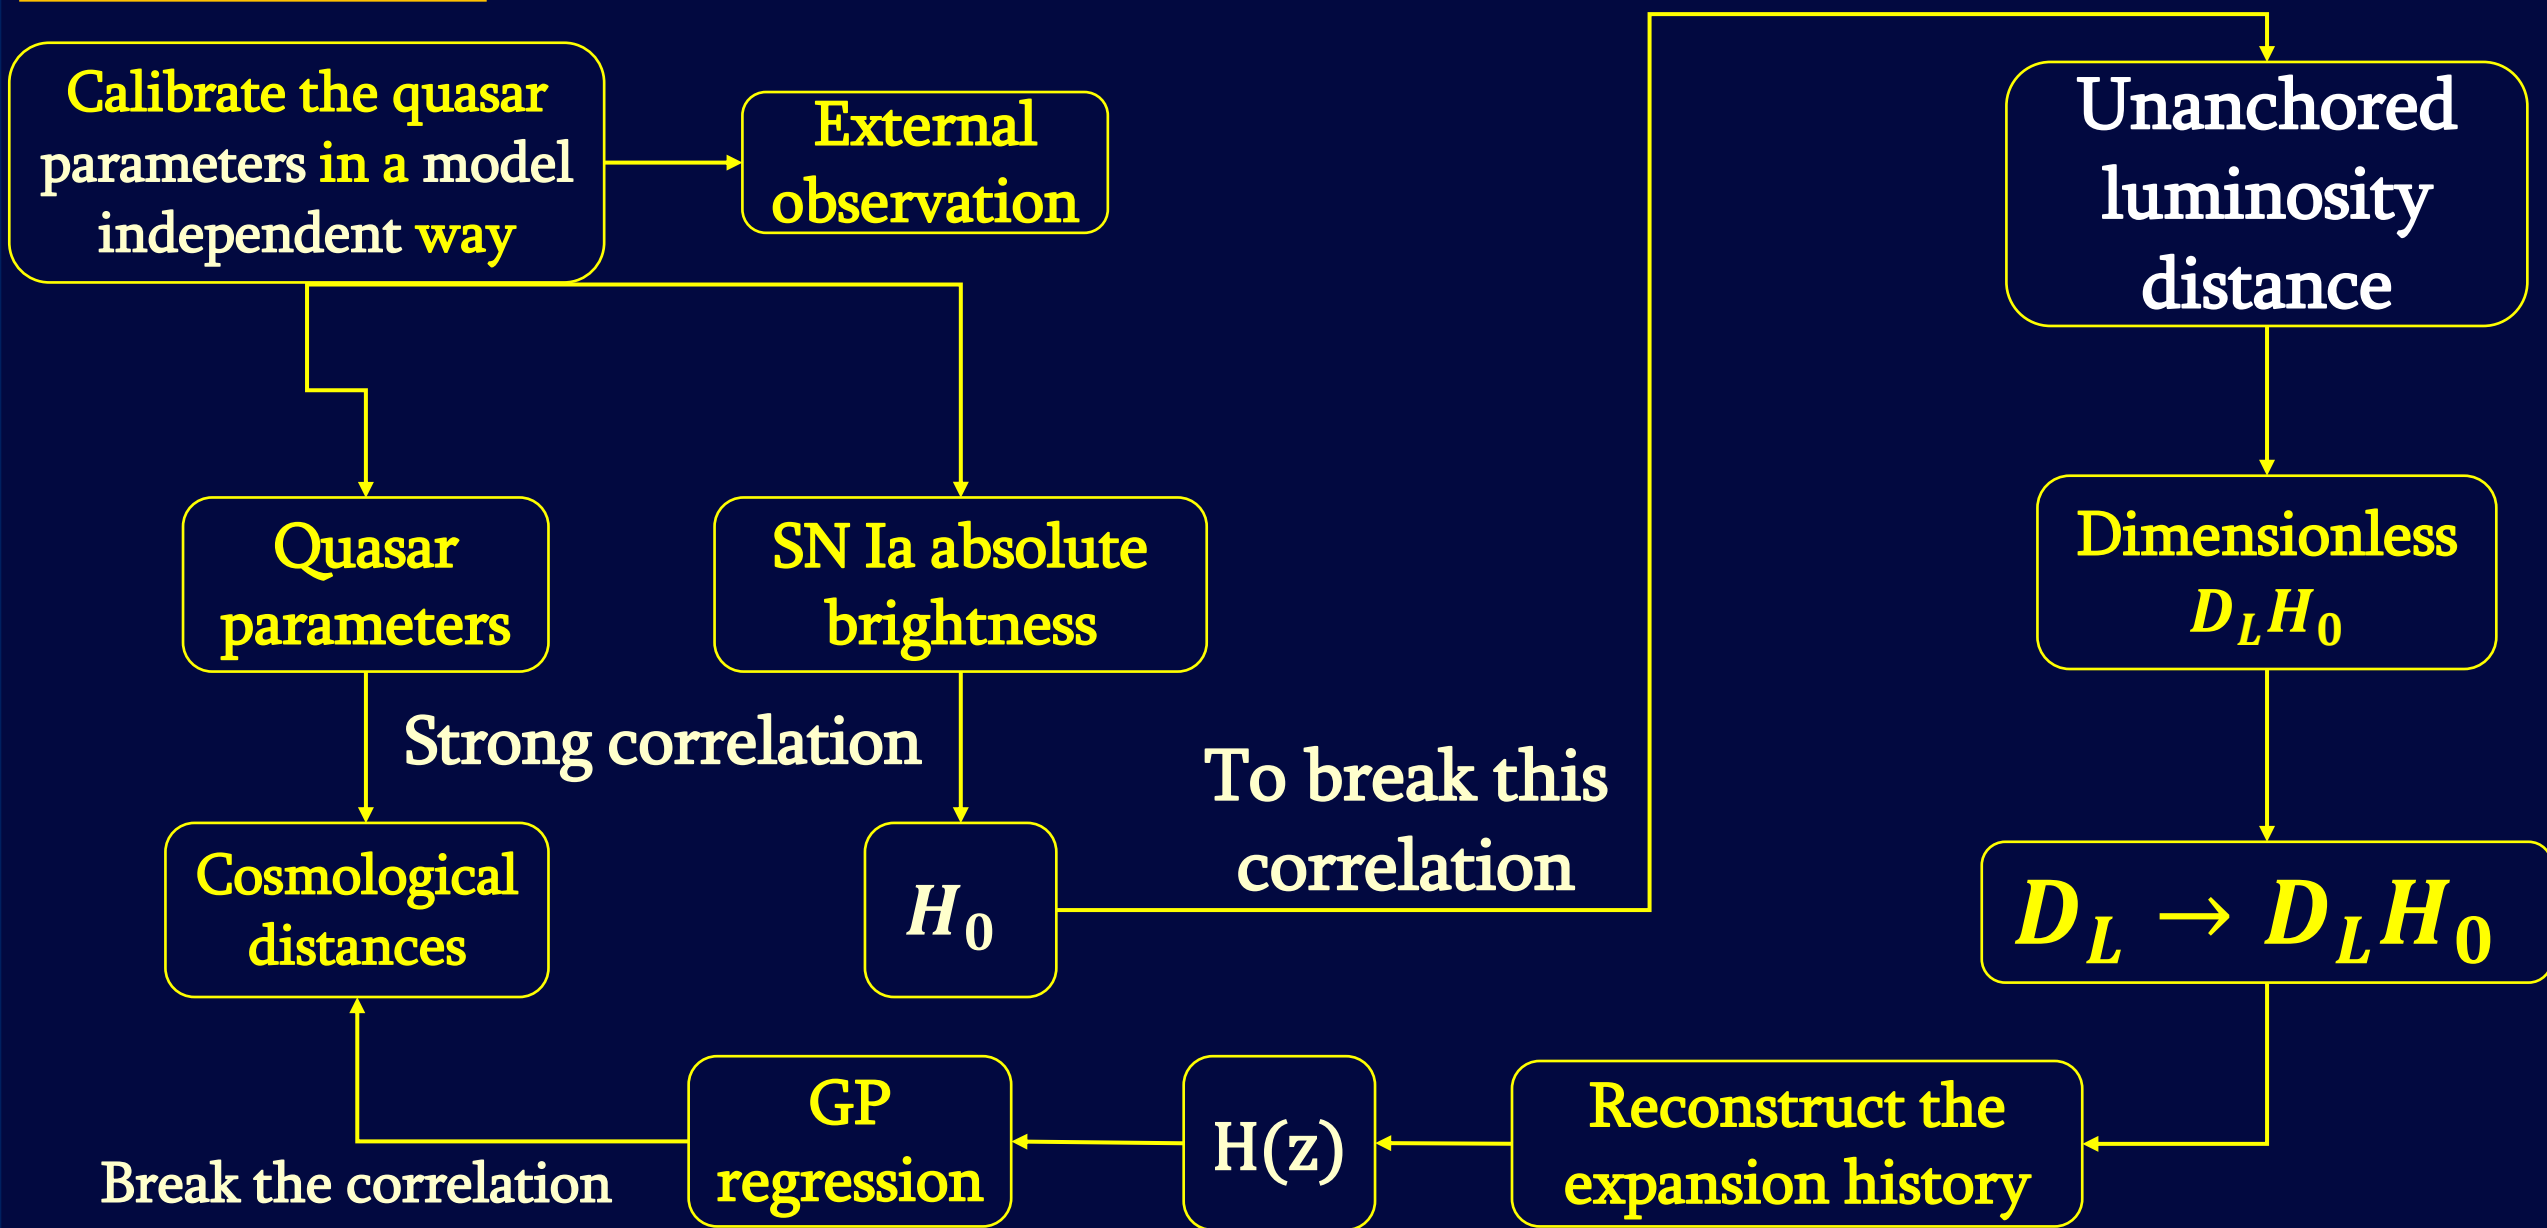 Calibrate the quasar
parameters in a model
independent way
External
observation
Unanchored
luminosity
distance
Quasar
parameters
SN Ia absolute
brightness
Dimensionless
D_L H_0
Strong correlation
To break this
correlation
Cosmological
distances
H_0
D_L → D_L H_0
GP
regression
H(z)
Reconstruct the
expansion history
Break the correlation